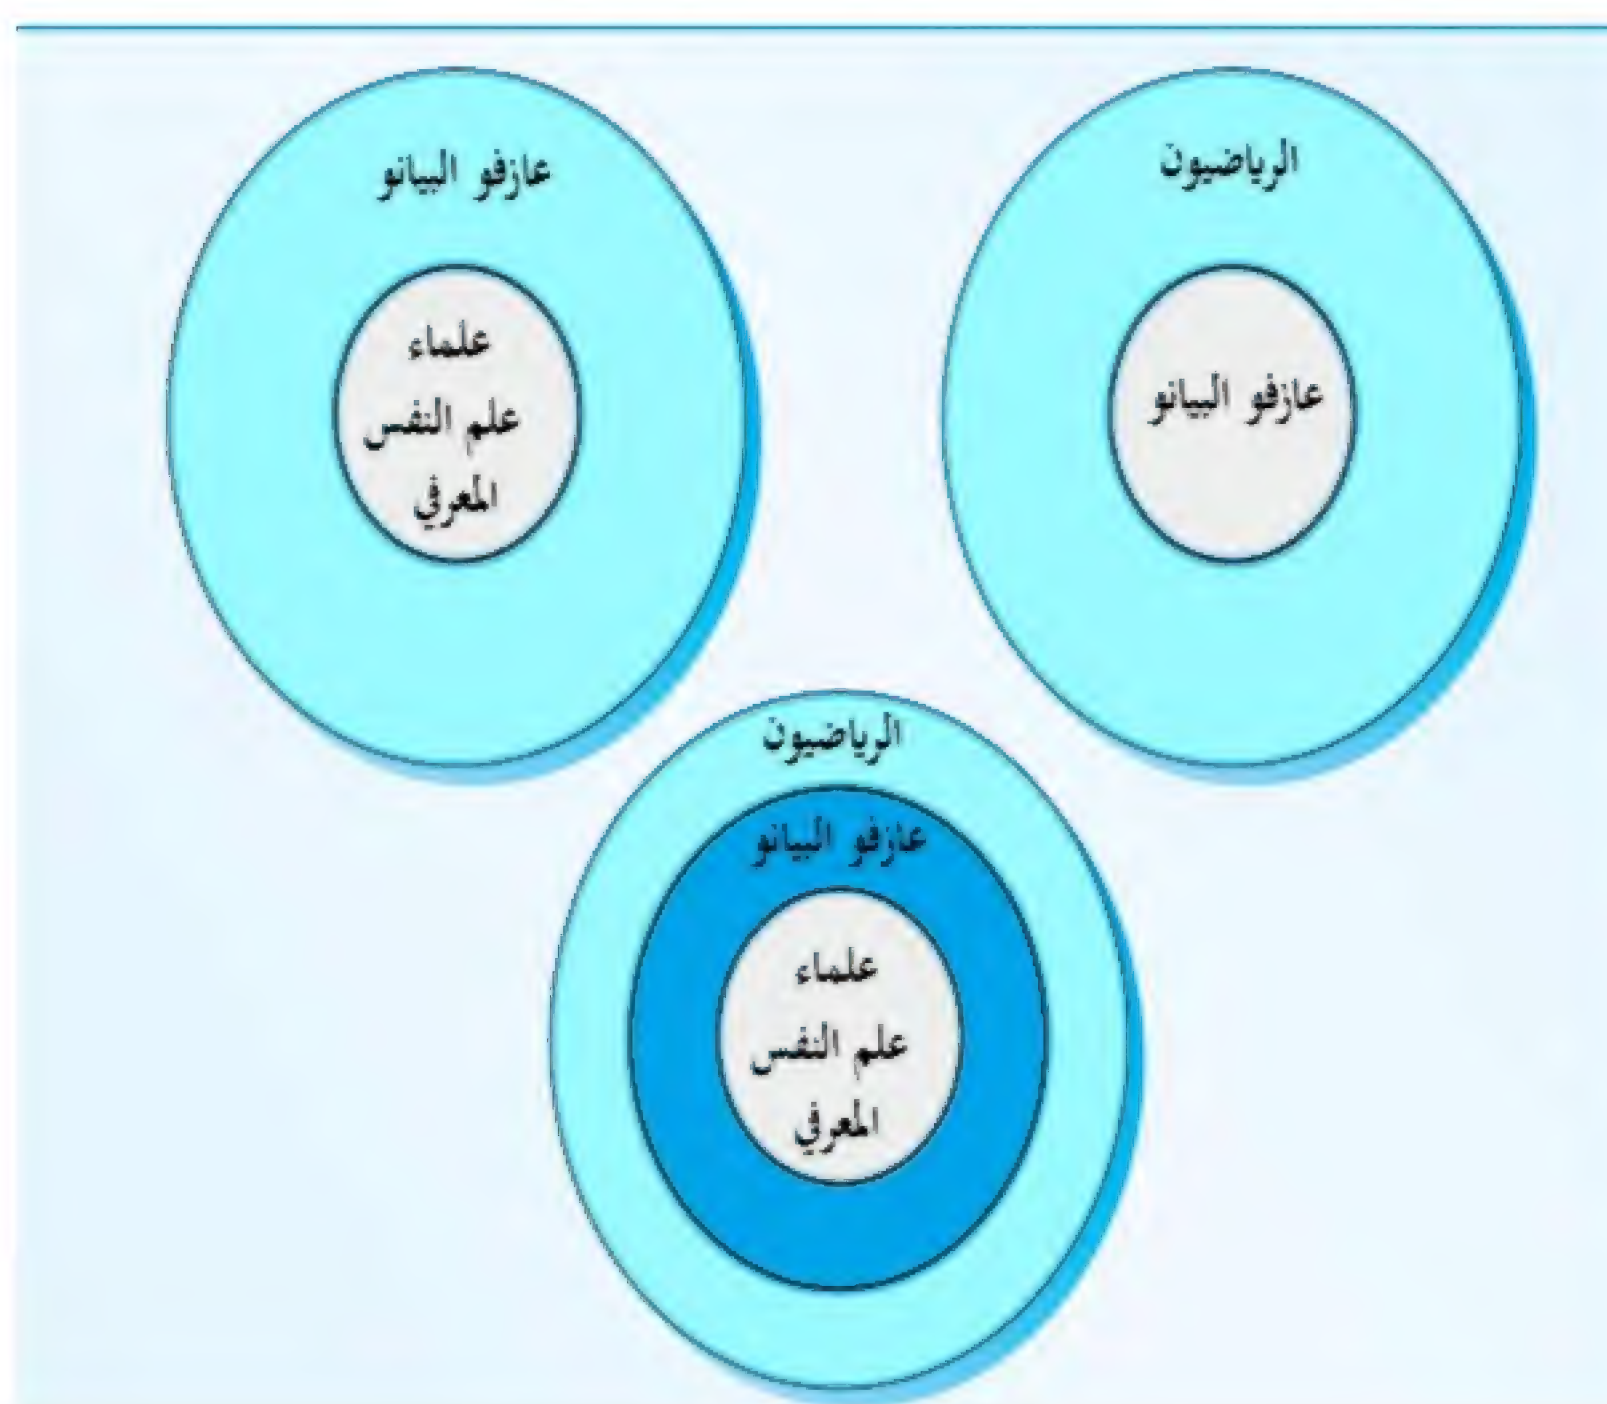 الرياضيون
عازفو البيانو
عازفو البيانو
علماء
علم النفس
المعرفي
الرياضيون
عازفو البيانو
علماء
علم النفس
المعرفي